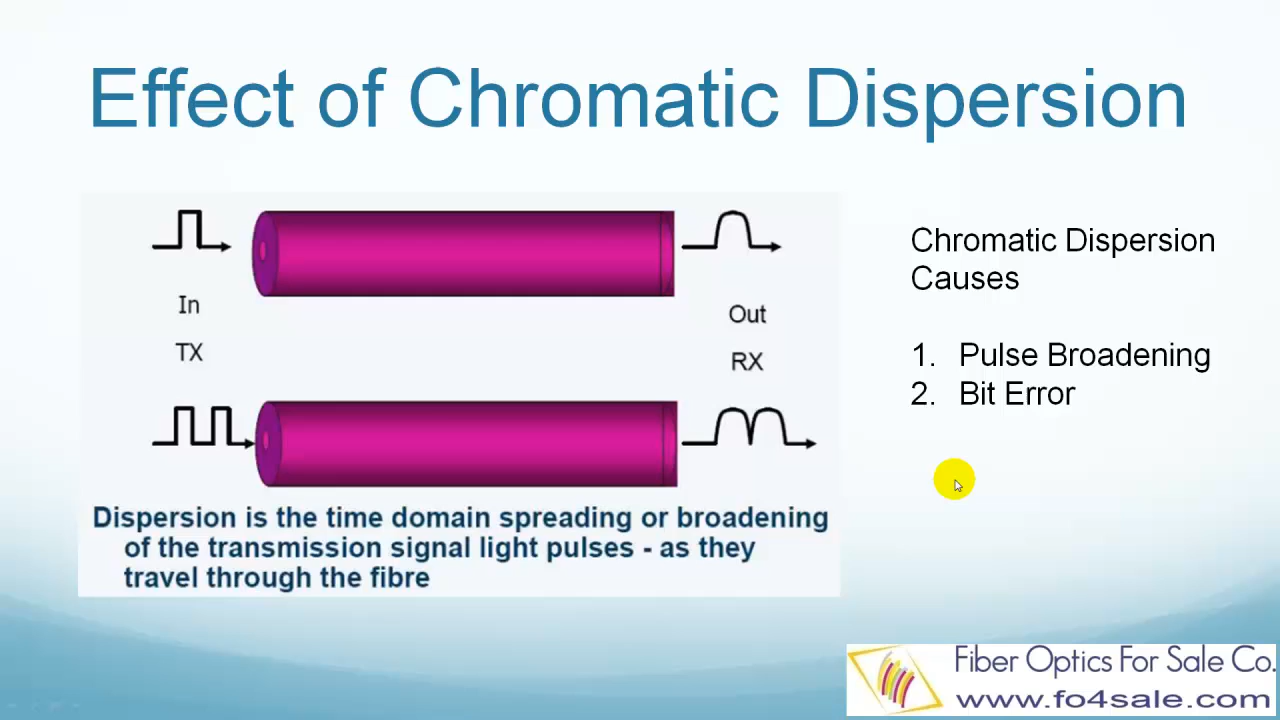 Effect of Chromatic Dispersion
In
TX
Out
RX
Dispersion is the time domain spreading or broadening
of the transmission signal light pulses - as they
travel through the fibre
Chromatic Dispersion
Causes
1. Pulse Broadening
2. Bit Error
Fiber Optics For Sale Co.
www.fo4sale.com